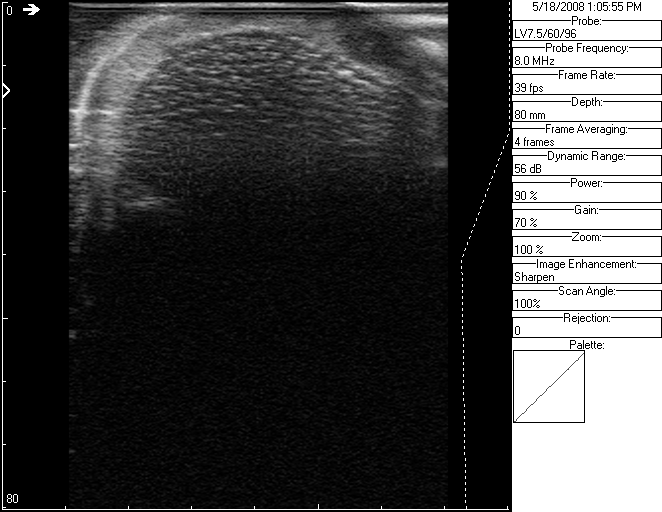 0
80
5/18/2008 1:05:55 PM
Probe:
LV7.5/60/96
Probe Frequency:
8.0 MHz
Frame Rate:
39 fps
Depth:
80 mm
Frame Averaging:
4 frames
Dynamic Range:
56 dB
Power:
90 %
Gain:
70 %
Zoom:
100 %
Image Enhancement:
Sharpen
Scan Angle:
100%
Rejection:
0
Palette: